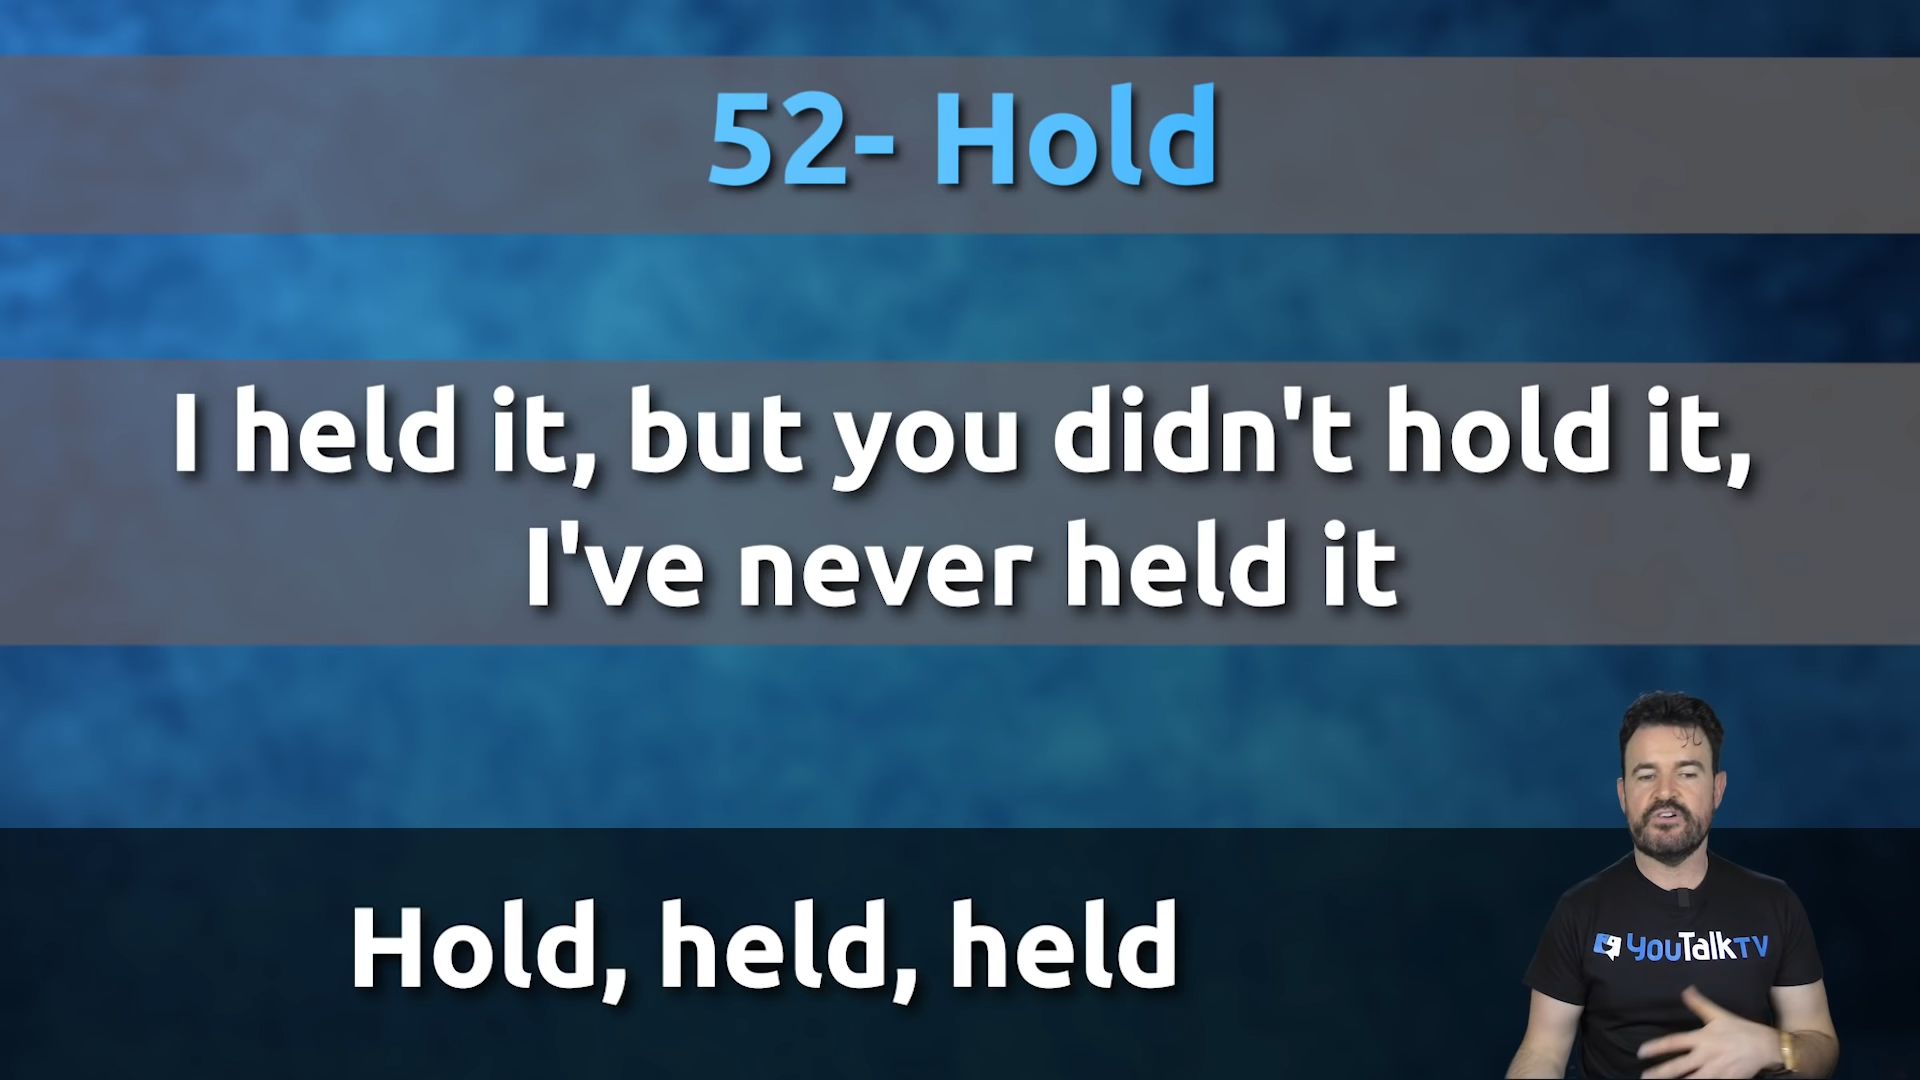 52- Hold
I held it, but you didn't hold it,
I've never held it
Hold, held, held
YouTalkTV